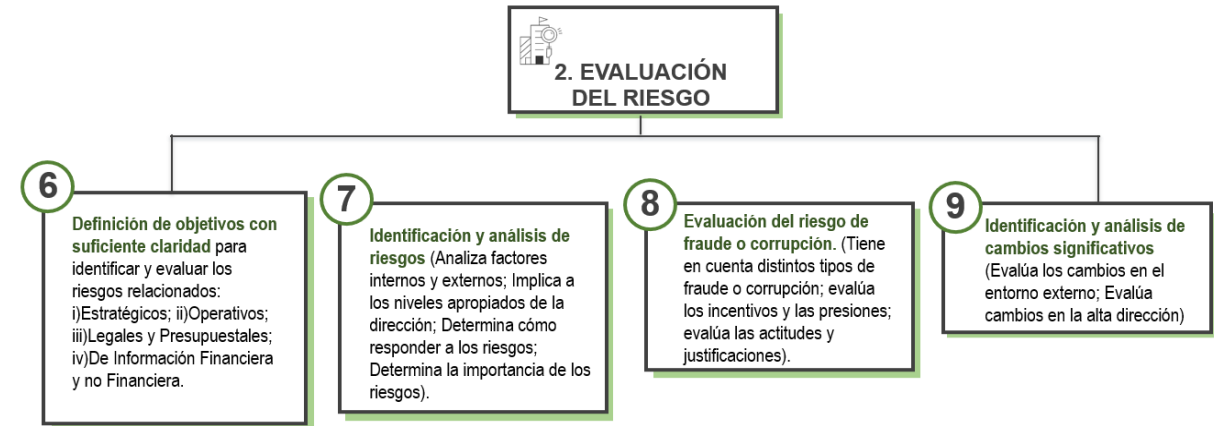 2. EVALUACIÓN
DEL RIESGO
6
Definición de objetivos con
suficiente claridad para
identificar y evaluar los
riesgos relacionados:
i)Estratégicos; ii)Operativos;
iii)Legales y Presupuestales;
iv)De Información Financiera
y no Financiera.
7
Identificación y análisis de
riesgos (Analiza factores
internos y externos; Implica a
los niveles apropiados de la
dirección; Determina cómo
responder a los riesgos;
Determina la importancia de los
riesgos).
8
Evaluación del riesgo de
fraude o corrupción. (Tiene
en cuenta distintos tipos de
fraude o corrupción; evalúa
los incentivos y las presiones;
evalúa las actitudes y
justificaciones).
9
Identificación y análisis de
cambios significativos
(Evalúa los cambios en el
entorno externo; Evalúa
cambios en la alta dirección)